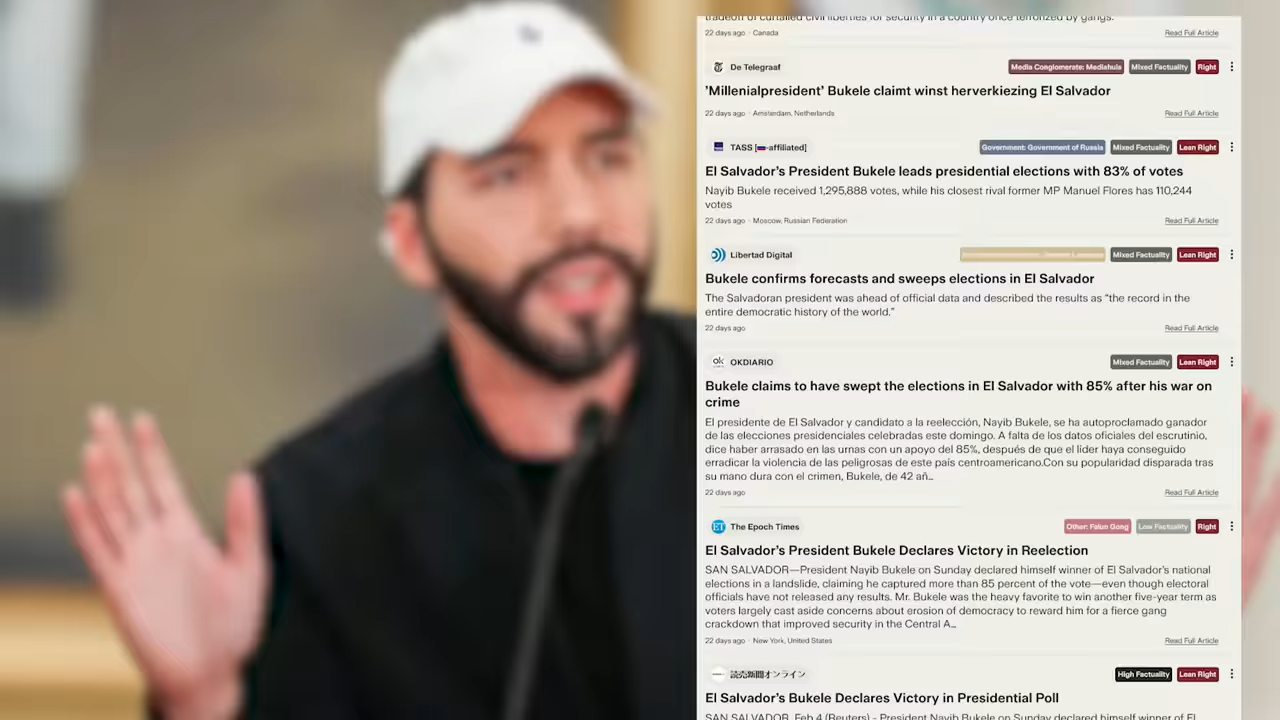 tradeoff of curtailed civil liberties for security in a country once terrorized by gangs.
22 days ago · Canada
Read Full Article
De Telegraaf
Media Conglomerate: Mediahuis
Mixed Factuality
Right
'Millenialpresident' Bukele claimt winst herverkiezing El Salvador
22 days ago · Amsterdam, Netherlands
Read Full Article
TASS [-affiliated]
Government: Government of Russia
Mixed Factuality
Lean Right
El Salvador's President Bukele leads presidential elections with 83% of votes
Nayib Bukele received 1,295,888 votes, while his closest rival former MP Manuel Flores has 110,244
votes
22 days ago · Moscow, Russian Federation
Read Full Article
Libertad Digital
Mixed Factuality
Lean Right
Bukele confirms forecasts and sweeps elections in El Salvador
The Salvadoran president was ahead of official data and described the results as “the record in the
entire democratic history of the world.”
22 days ago
Read Full Article
ok
OKDIARIO
Mixed Factuality
Lean Right
Bukele claims to have swept the elections in El Salvador with 85% after his war on
crime
El presidente de El Salvador y candidato a la reelección, Nayib Bukele, se ha autoproclamado ganador
de las elecciones presidenciales celebradas este domingo. A falta de los datos oficiales del escrutinio,
dice haber arrasado en las urnas con un apoyo del 85%, después de que el líder haya conseguido
erradicar la violencia de las peligrosas de este país centroamericano.Con su popularidad disparada tras
su mano dura con el crimen, Bukele, de 42 añ...
22 days ago
Read Full Article
ET
The Epoch Times
Other: Falun Gong
Low Factuality
Right
El Salvador's President Bukele Declares Victory in Reelection
SAN SALVADOR—President Nayib Bukele on Sunday declared himself winner of El Salvador's national
elections in a landslide, claiming he captured more than 85 percent of the vote—even though electoral
officials have not released any results. Mr. Bukele was the heavy favorite to win another five-year term as
voters largely cast aside concerns about erosion of democracy to reward him for a fierce gang
crackdown that improved security in the Central A...
22 days ago · New York, United States
Read Full Article
読売新聞オンライン
High Factuality
Lean Right
El Salvador's Bukele Declares Victory in Presidential Poll
SAN SALVADOR, Feb 4 (Reuters) - President Nayib Bukele on Sunday declared himself winner of El